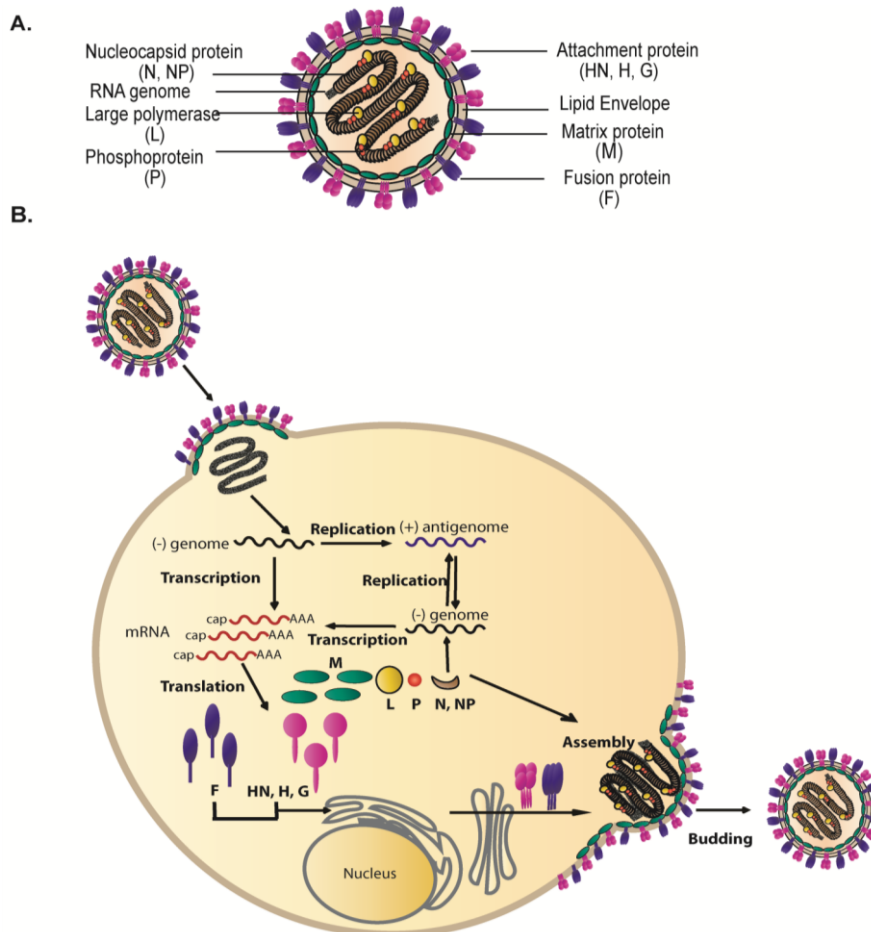 A.
Nucleocapsid protein
(N, NP)
RNA genome
Large polymerase
(L)
Phosphoprotein
(P)
Attachment protein
(HN, H, G)
Lipid Envelope
Matrix protein
(M)
Fusion protein
(F)
B.
(-) genome
Replication
(+) antigenome
Transcription
Replication
(-) genome
mRNA
cap AAA
cap AAA
cap AAA
Transcription
Translation
M
L P N, NP
Assembly
F HN, H, G
Nucleus
Budding